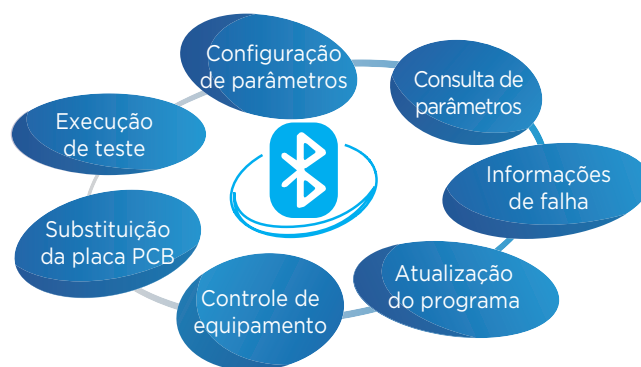 Configuração
de parâmetros
Consulta de
parâmetros
Informações
de falha
Atualização
do programa
Controle de
equipamento
Substituição
da placa PCB
Execução
de teste